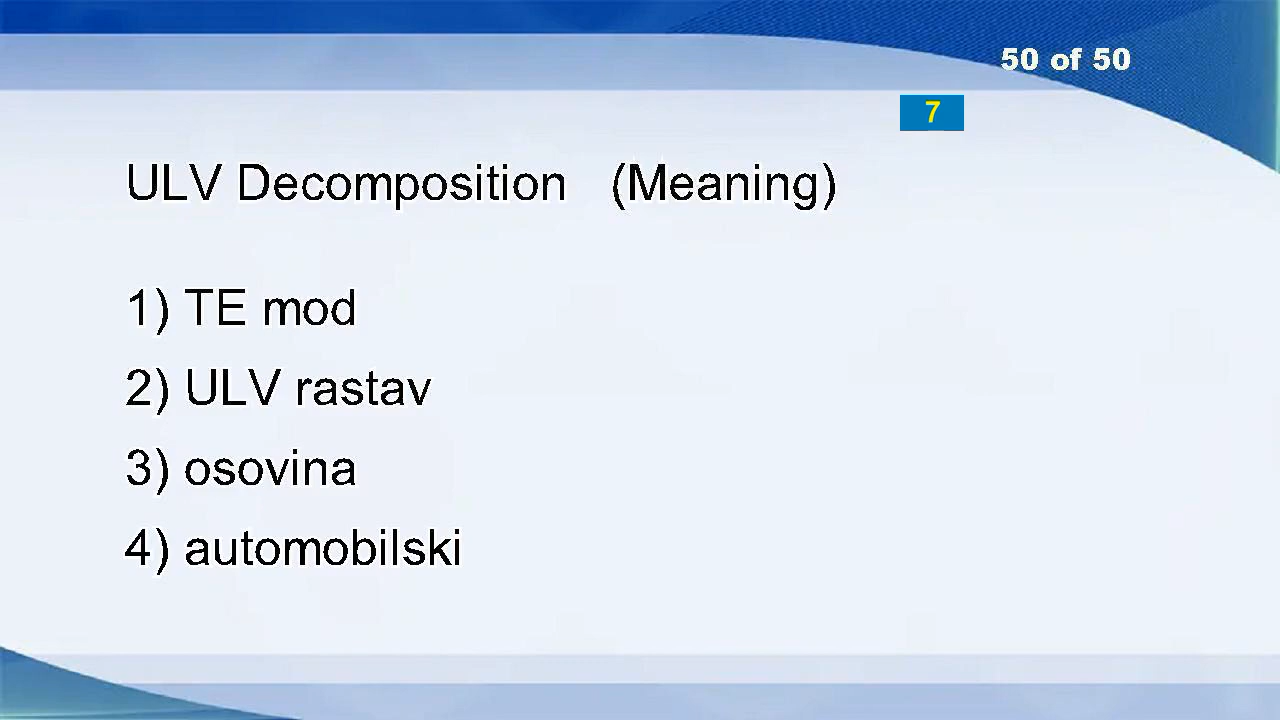 50 of 50
7
ULV Decomposition (Meaning)
1) TE mod
2) ULV rastav
3) osovina
4) automobilski